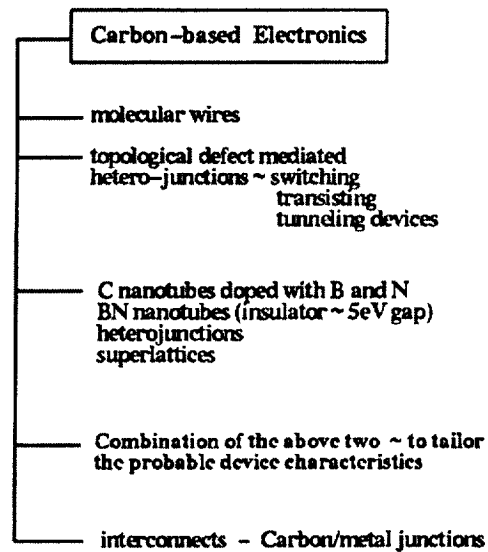 Carbon-based Electronics
molecular wires
topological defect mediated
hetero-junctions ~ switching
transisting
tunneling devices
C nanotubes doped with B and N
BN nanotubes (insulator ~ 5eV gap)
heterojunctions
superlattices
Combination of the above two ~ to tailor
the probable device characteristics
interconnects - Carbon/metal junctions